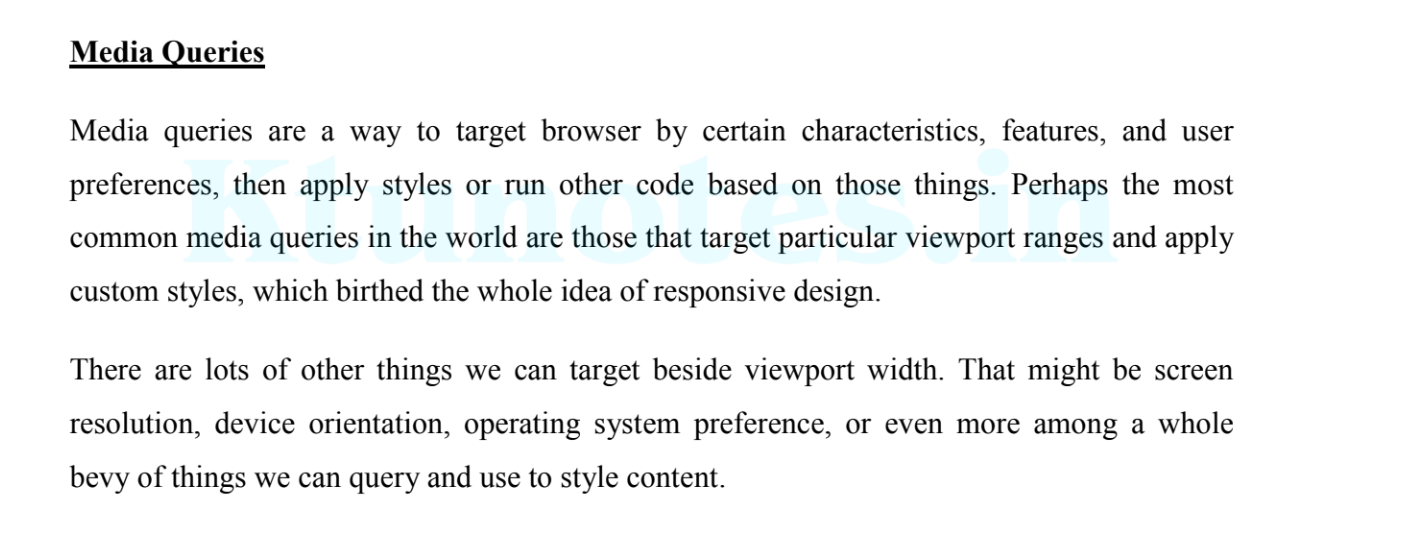 Media Queries
Media queries are a way to target browser by certain characteristics, features, and user
preferences, then apply styles or run other code based on those things. Perhaps the most
common media queries in the world are those that target particular viewport ranges and apply
custom styles, which birthed the whole idea of responsive design.
There are lots of other things we can target beside viewport width. That might be screen
resolution, device orientation, operating system preference, or even more among a whole
bevy of things we can query and use to style content.
Ktunotes.in